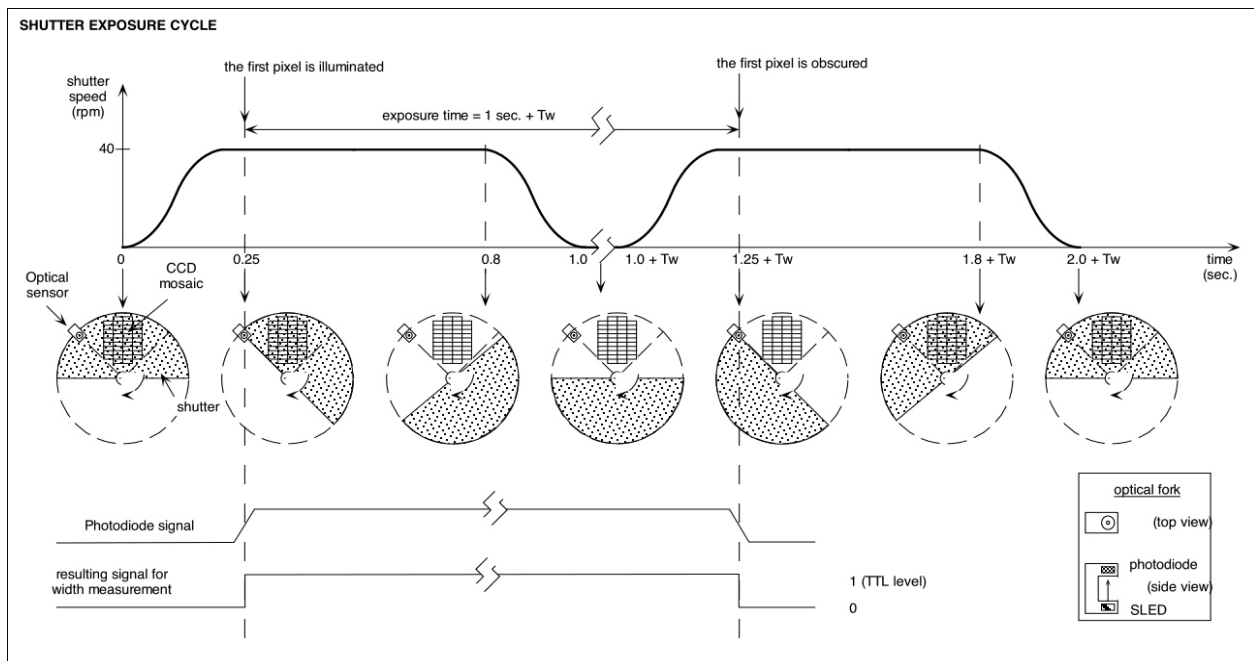 SHUTTER EXPOSURE CYCLE
the first pixel is illuminated
the first pixel is obscured
shutter
speed
(rpm)
exposure time = 1 sec. + Tw
40
0
0.25
0.8
1.0
1.0 + Tw
1.25 + Tw
1.8 + Tw
2.0 + Tw
time
(sec.)
Optical
sensor
CCD
mosaic
shutter
Photodiode signal
resulting signal for
width measurement
1 (TTL level)
0
optical fork
(top view)
photodiode
(side view)
SLED